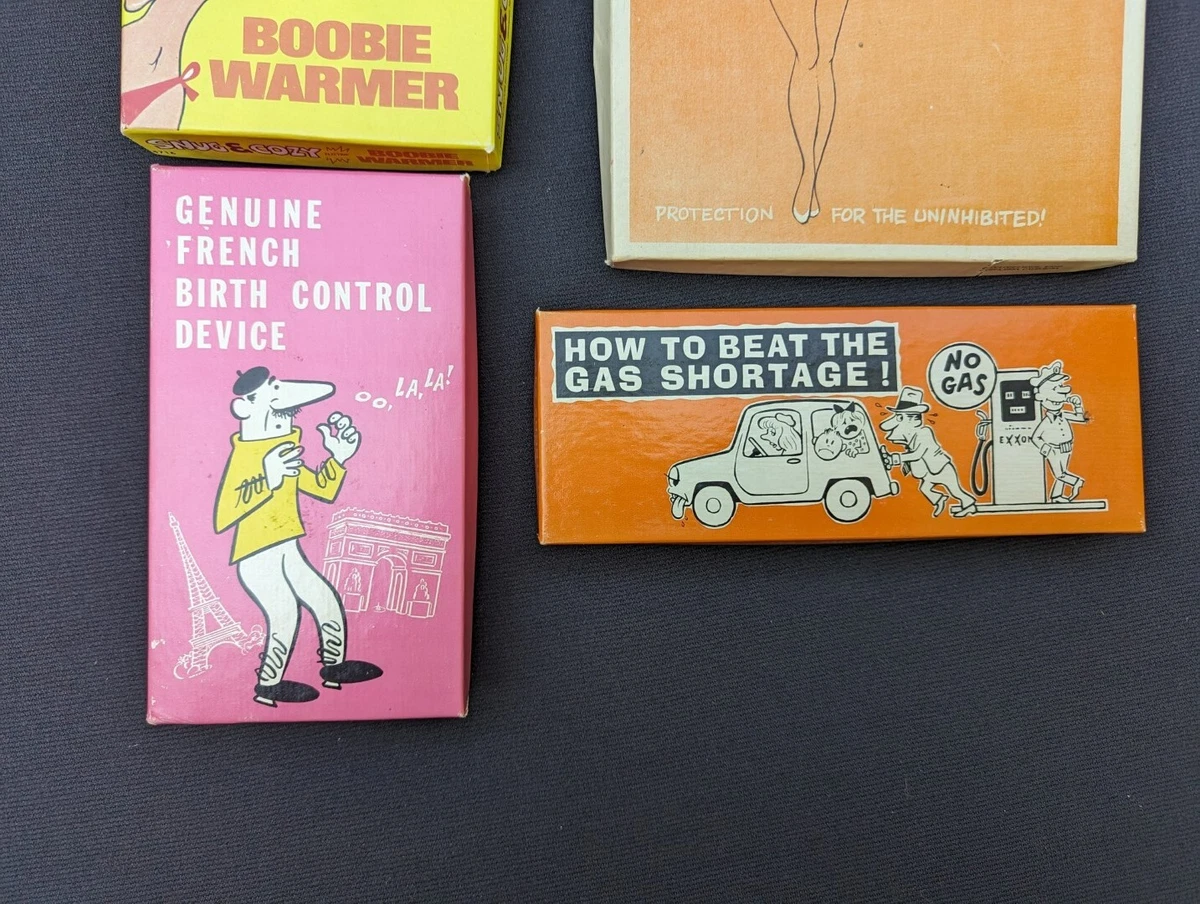 BOOBIE
WARMER
SNUG & COZY
BOOBIE
WARMER
PROTECTION FOR THE UNINHIBITED!
GENUINE
FRENCH
BIRTH CONTROL
DEVICE
OO, LA, LA!
HOW TO BEAT THE
GAS SHORTAGE!
NO
GAS
EXXON